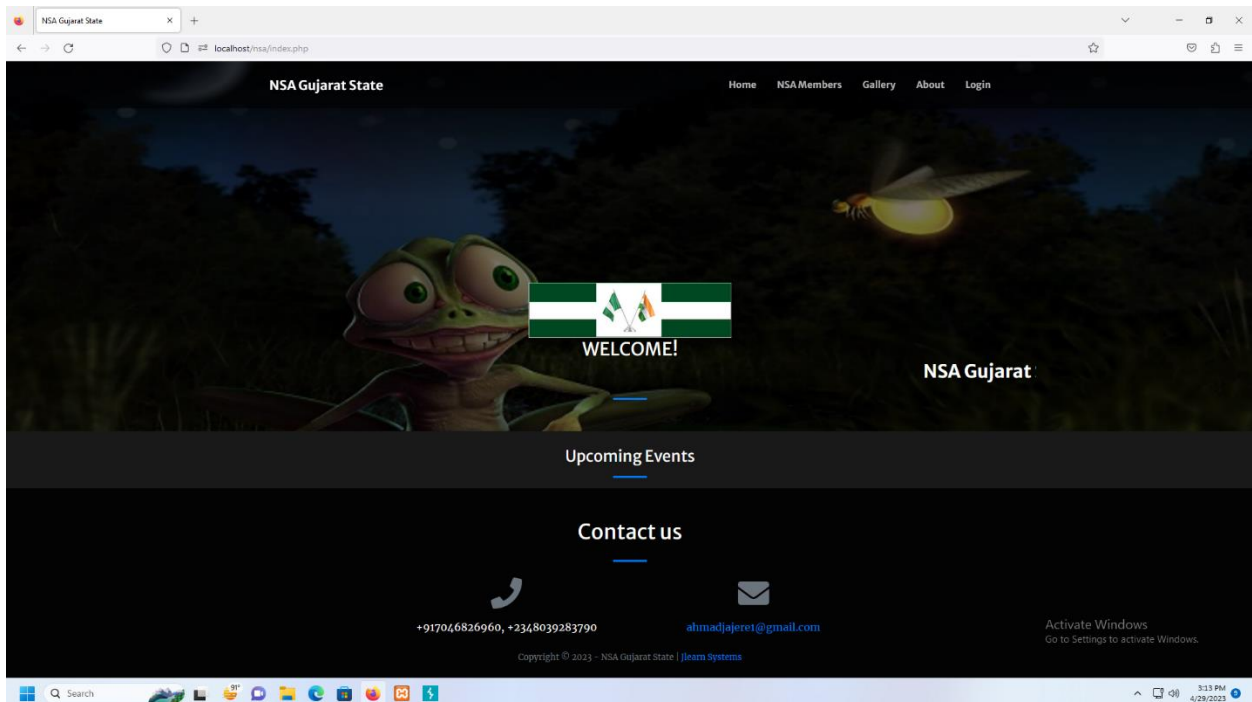 NSA Gujarat State
localhost/nsa/index.php
NSA Gujarat State
Home NSA Members Gallery About Login
WELCOME!
NSA Gujarat
Upcoming Events
Contact us
+917046826960, +2348039283790
ahmadjajere1@gmail.com
Copyright © 2023 - NSA Gujarat State | Jlearn Systems
Activate Windows
Go to Settings to activate Windows.
Search
91°
3:13 PM
4/29/2023